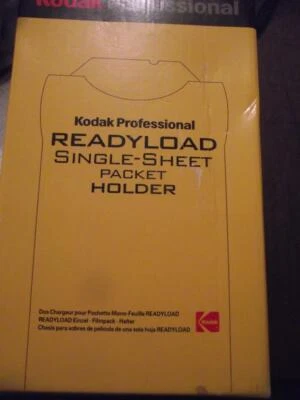 Kodak Professional
Kodak Professional
READYLOAD
SINGLE-SHEET
PACKET
HOLDER
Dos Chargeur pour Pochette Mono-Feuille READYLOAD
READYLOAD Einzel - Filmpack - Halter
Chasis para sobres de película de una sola hoja READYLOAD
Kodak